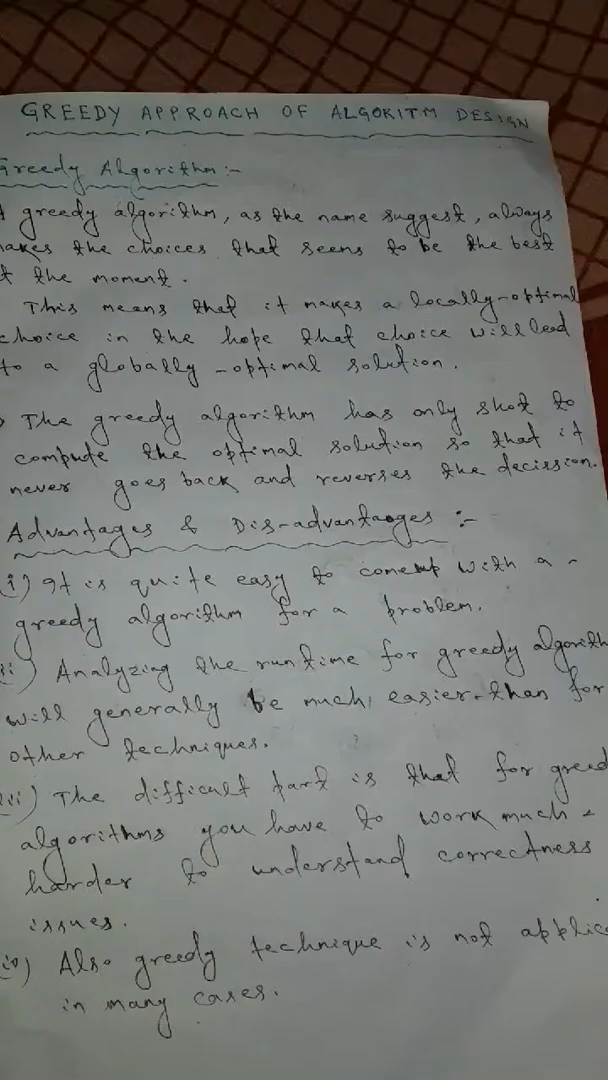 GREEDY APPROACH OF ALGORITM DESIGN
Greedy Algorithm :-
A greedy algorithm, as the name suggest, always
makes the choices that seems to be the best
at the moment.
This means that it makes a locally-optimal
choice in the hope that choice will lead
to a globally-optimal solution.
The greedy algorithm has only shot to
compute the optimal solution so that it
never goes back and reverses the decission.
Advantages & Dis-advantages :-
(i) It is quite easy to comeup with a -
greedy algorithm for a problem.
(ii) Analyzing the runtime for greedy algorith
will generally be much, easier than for
other techniques.
(iii) The difficult part is that for greed
algorithms you have to work much -
harder to understand correctness
issues.
(iv) Also greedy technique is not applic
in many cases.